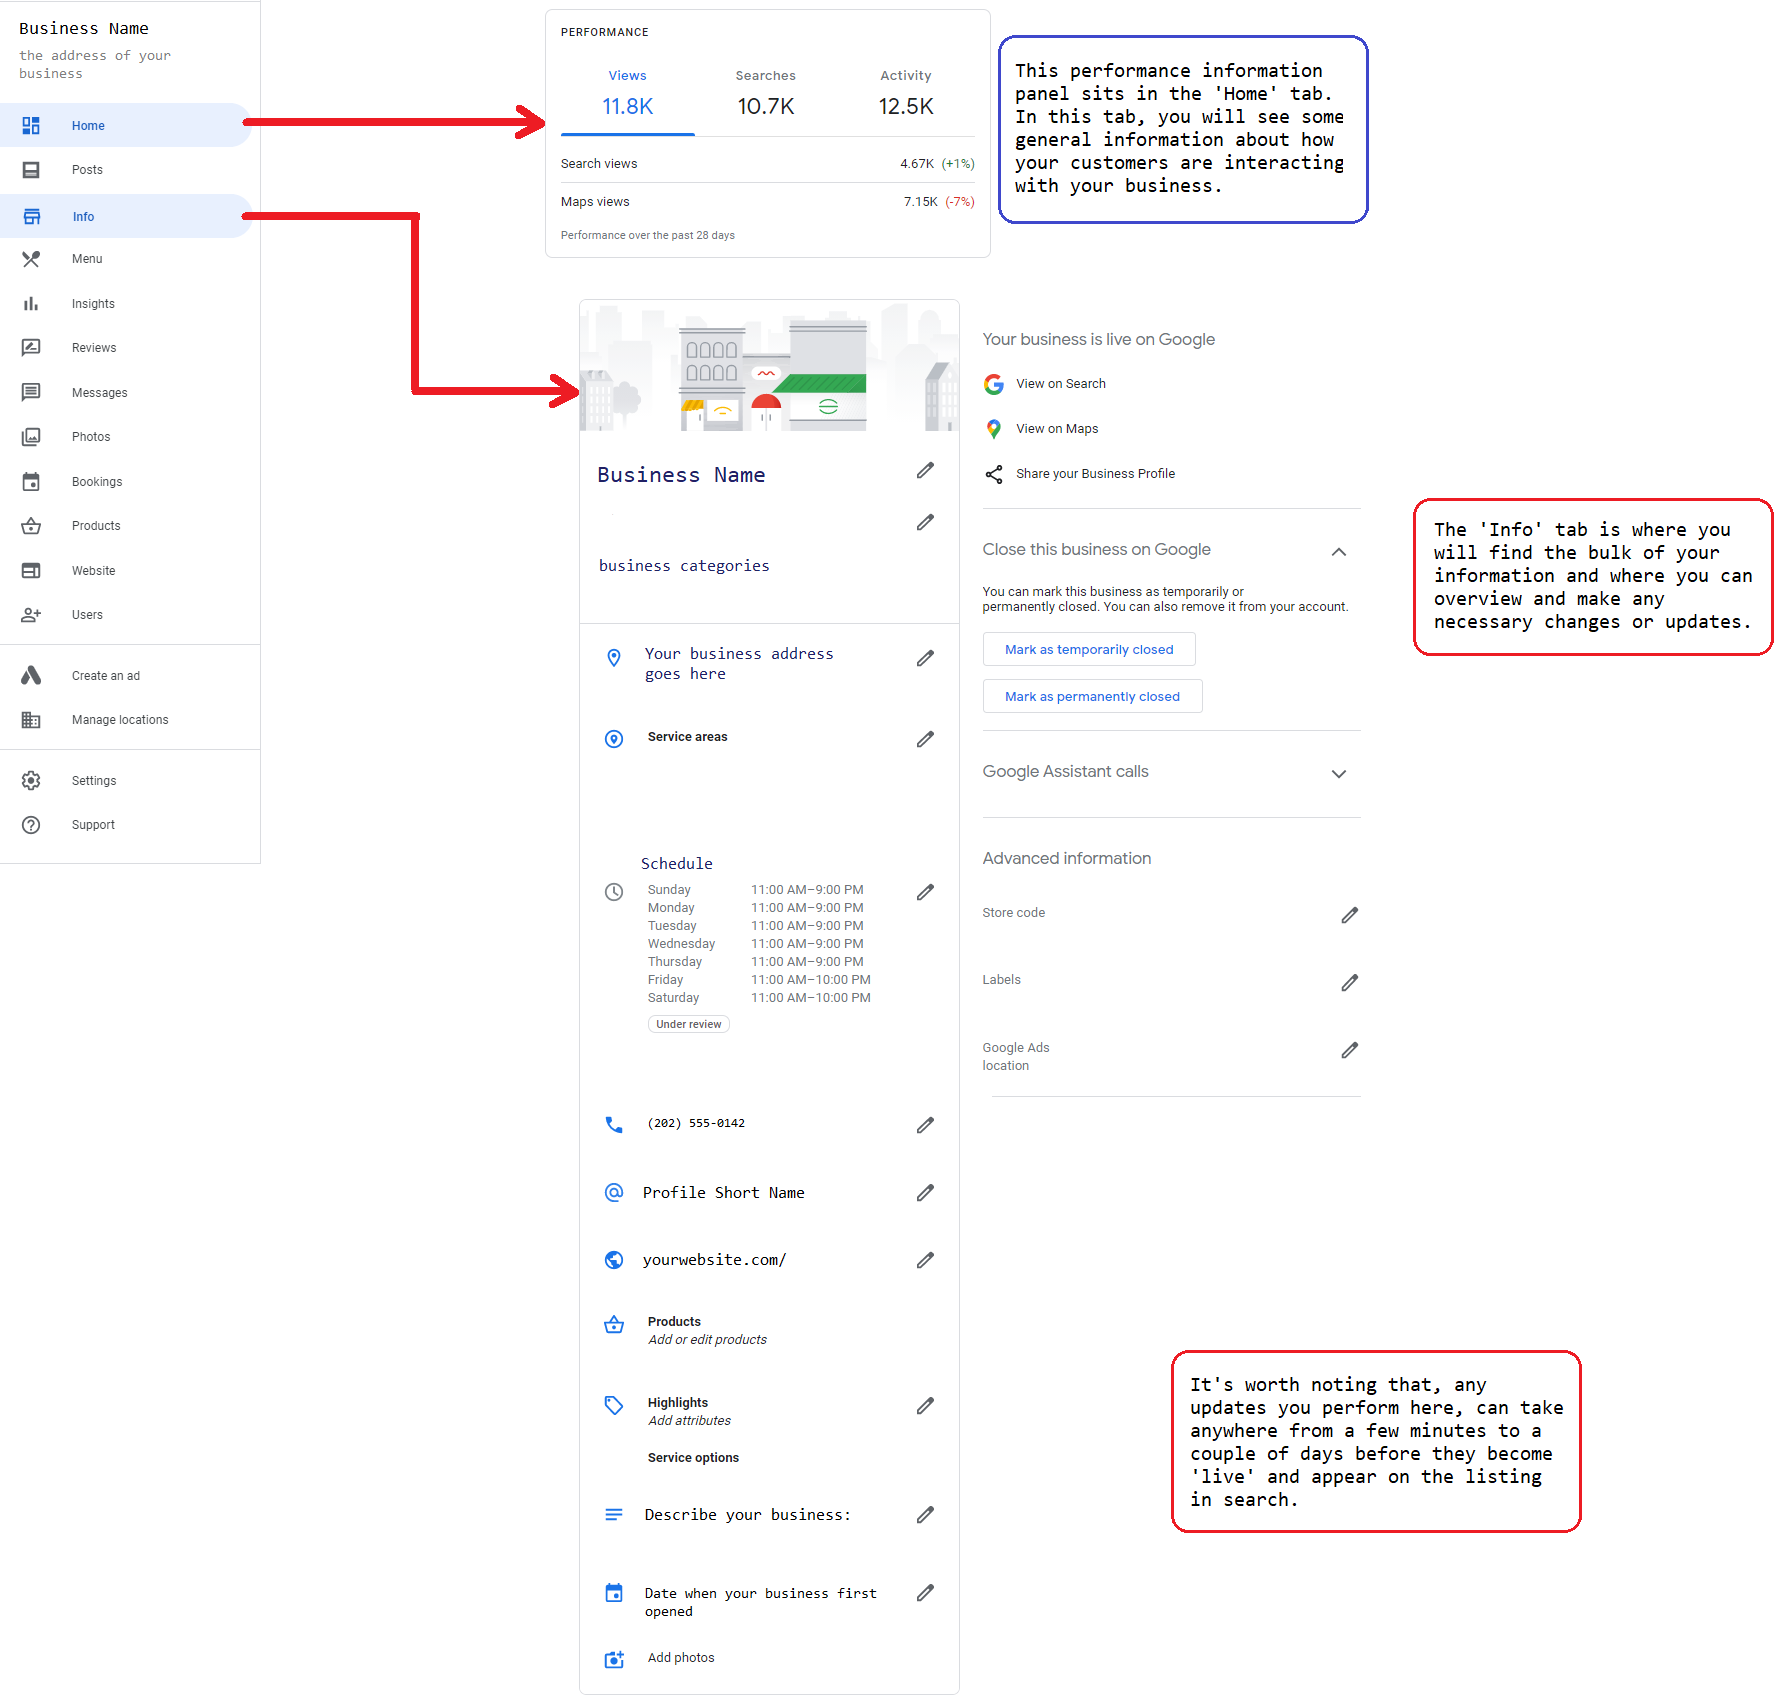 Business Name
the address of your
business
Home
Posts
Info
Menu
Insights
Reviews
Messages
Photos
Bookings
Products
Website
Users
Create an ad
Manage locations
Settings
Support
PERFORMANCE
Views Searches Activity
11.8K 10.7K 12.5K
Search views 4.67K (+1%)
Maps views 7.15K (-7%)
Performance over the past 28 days
This performance information
panel sits in the 'Home' tab.
In this tab, you will see some
general information about how
your customers are interacting
with your business.
Business Name
business categories
Your business address
goes here
Service areas
Schedule
Sunday 11:00 AM–9:00 PM
Monday 11:00 AM–9:00 PM
Tuesday 11:00 AM–9:00 PM
Wednesday 11:00 AM–9:00 PM
Thursday 11:00 AM–9:00 PM
Friday 11:00 AM–10:00 PM
Saturday 11:00 AM–10:00 PM
Under review
(202) 555-0142
Profile Short Name
yourwebsite.com/
Products
Add or edit products
Highlights
Add attributes
Service options
Describe your business:
Date when your business first
opened
Add photos
Your business is live on Google
View on Search
View on Maps
Share your Business Profile
Close this business on Google
You can mark this business as temporarily or
permanently closed. You can also remove it from your account.
Mark as temporarily closed
Mark as permanently closed
Google Assistant calls
Advanced information
Store code
Labels
Google Ads
location
The 'Info' tab is where you
will find the bulk of your
information and where you can
overview and make any
necessary changes or updates.
It's worth noting that, any
updates you perform here, can take
anywhere from a few minutes to a
couple of days before they become
'live' and appear on the listing
in search.